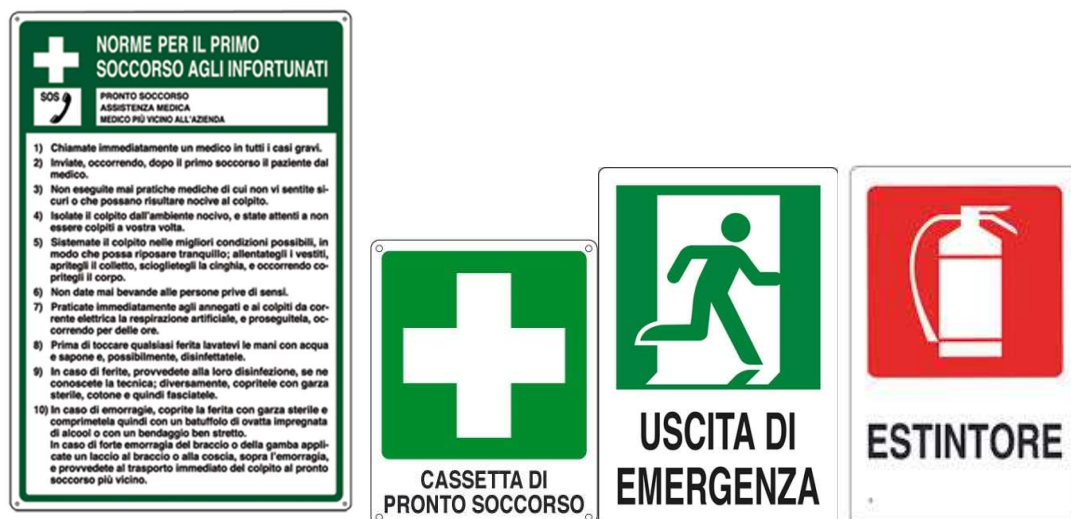 NORME PER IL PRIMO
SOCCORSO AGLI INFORTUNATI
SOS
PRONTO SOCCORSO
ASSISTENZA MEDICA
MEDICO PIÙ VICINO ALL'AZIENDA
1) Chiamate immediatamente un medico in tutti i casi gravi.
2) Inviate, occorrendo, dopo il primo soccorso il paziente dal
medico.
3) Non eseguite mai pratiche mediche di cui non vi sentite si-
curi o che possano risultare nocive al colpito.
4) Isolate il colpito dall'ambiente nocivo, e state attenti a non
essere colpiti a vostra volta.
5) Sistemate il colpito nelle migliori condizioni possibili, in
modo che possa riposare tranquillo; allentategli i vestiti,
apritegli il colletto, scioglietegli la cinghia, e occorrendo co-
pritegli il corpo.
6) Non date mai bevande alle persone prive di sensi.
7) Praticate immediatamente agli annegati e ai colpiti da cor-
rente elettrica la respirazione artificiale, e proseguitela, oc-
correndo per delle ore.
8) Prima di toccare qualsiasi ferita lavatevi le mani con acqua
e sapone e, possibilmente, disinfettatele.
9) In caso di ferite, provvedete alla loro disinfezione, se ne
conoscete la tecnica; diversamente, copritele con garza
sterile, cotone e quindi fasciatele.
10) In caso di emorragie, coprite la ferita con garza sterile e
comprimetela quindi con un batuffolo di ovatta impregnata
di alcool o con un bendaggio ben stretto.
In caso di forte emorragia del braccio o della gamba appli-
cate un laccio al braccio o alla coscia, sopra l'emorragia,
e provvedete al trasporto immediato del colpito al pronto
soccorso più vicino.
CASSETTA DI
PRONTO SOCCORSO
USCITA DI
EMERGENZA
ESTINTORE